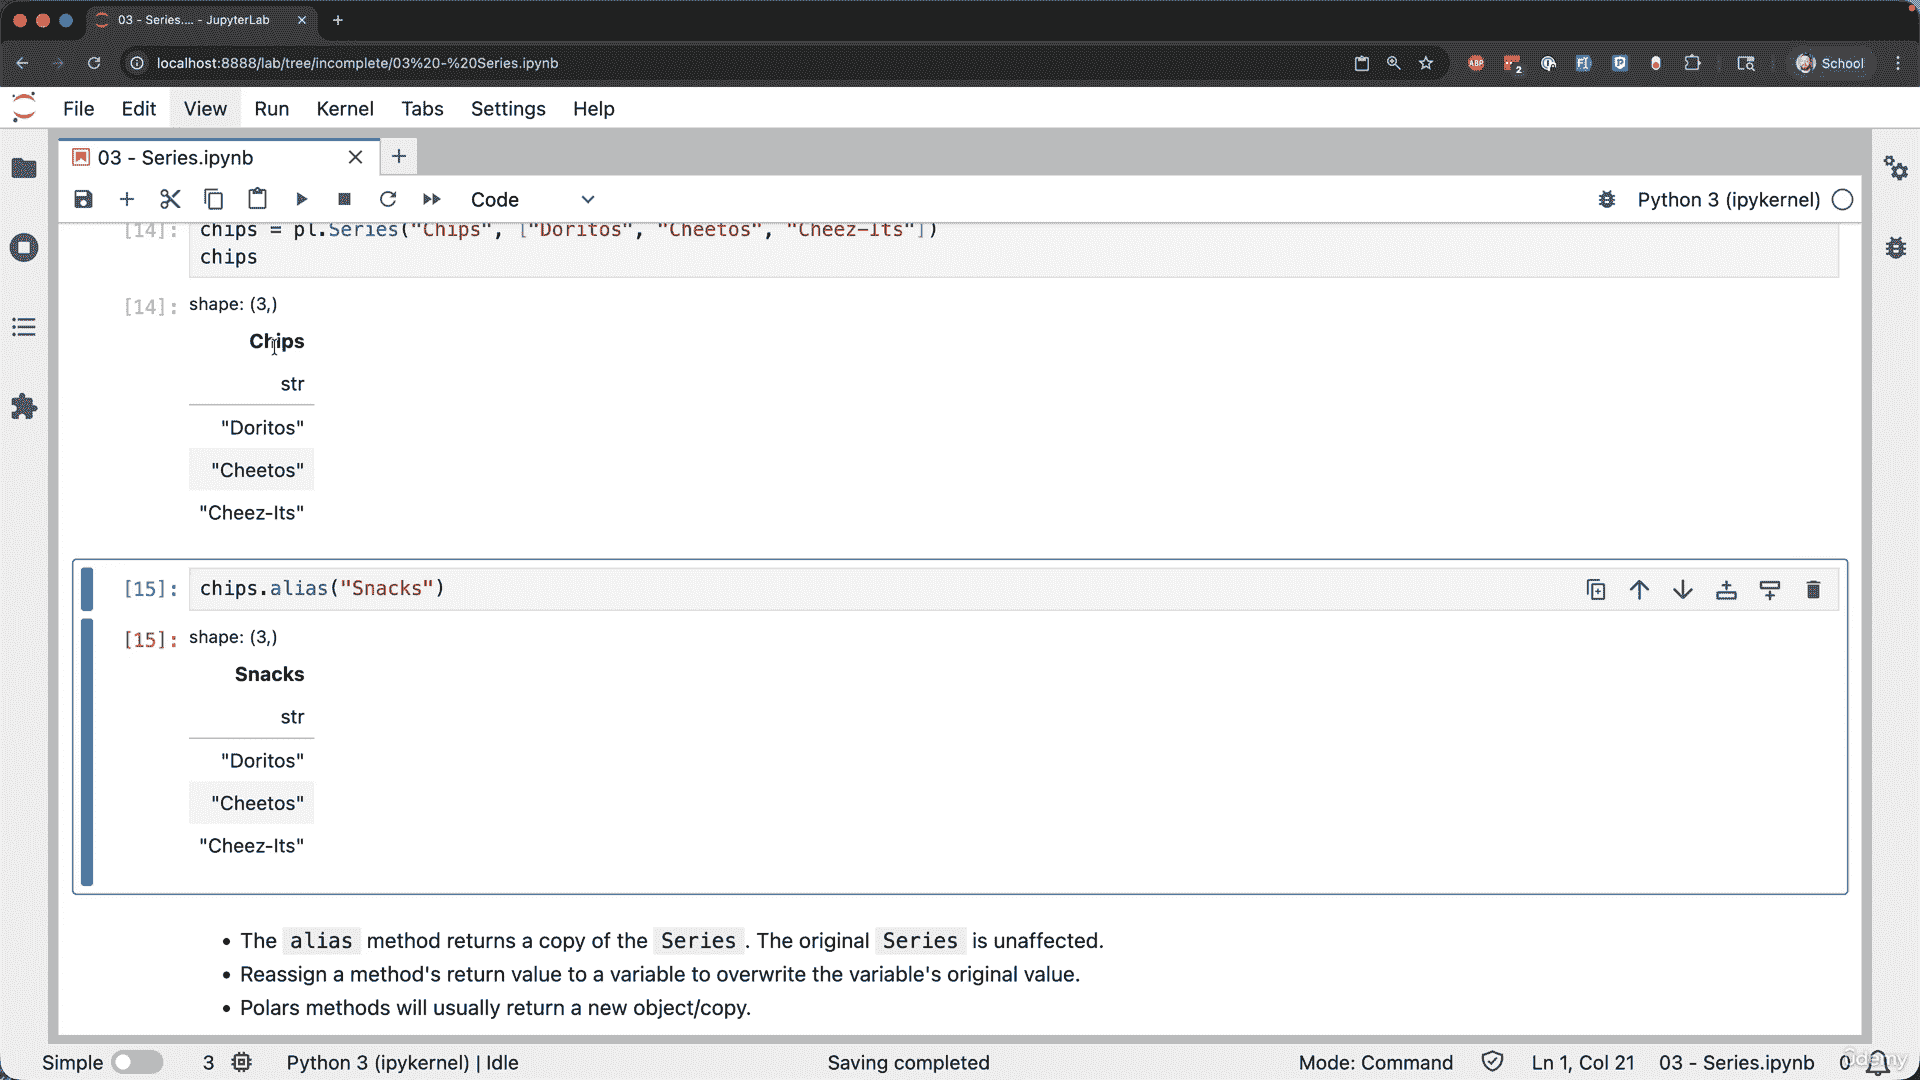 03 - Series.... - JupyterLab
localhost:8888/lab/tree/incomplete/03%20-%20Series.ipynb
ABP
2
School
File Edit View Run Kernel Tabs Settings Help
03 - Series.ipynb
Code
Python 3 (ipykernel)
[14]: chips = pl.Series("Chips", ["Doritos", "Cheetos", "Cheez-Its"])
chips
[14]: shape: (3,)
Chips
str
"Doritos"
"Cheetos"
"Cheez-Its"
[15]: chips.alias("Snacks")
[15]: shape: (3,)
Snacks
str
"Doritos"
"Cheetos"
"Cheez-Its"
• The alias method returns a copy of the Series. The original Series is unaffected.
• Reassign a method's return value to a variable to overwrite the variable's original value.
• Polars methods will usually return a new object/copy.
Simple 3 Python 3 (ipykernel) | Idle Saving completed Mode: Command Ln 1, Col 21 03 - Series.ipynb 0
Udemy